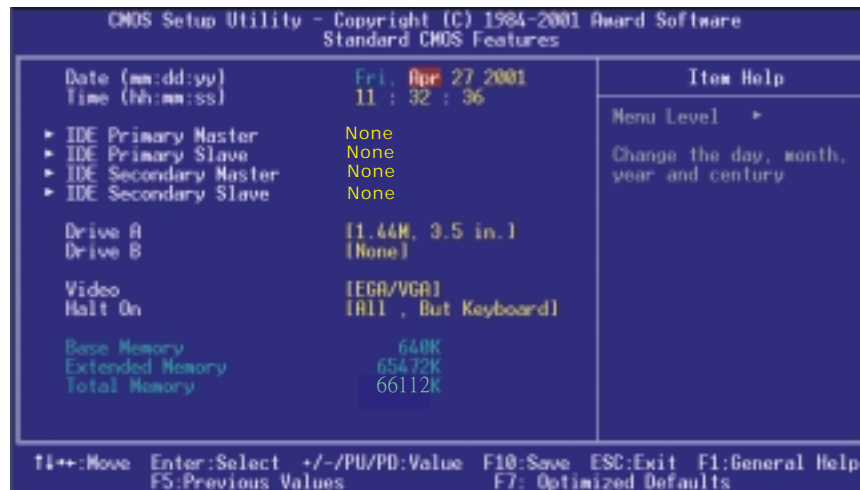 CMOS Setup Utility - Copyright (C) 1984-2001 Award Software
Standard CMOS Features
Date (mm:dd:yy) Fri, Apr 27 2001
Time (hh:mm:ss) 11 : 32 : 36
► IDE Primary Master None
► IDE Primary Slave None
► IDE Secondary Master None
► IDE Secondary Slave None
Drive A [1.44M, 3.5 in.]
Drive B [None]
Video [EGA/VGA]
Halt On [All , But Keyboard]
Base Memory 640K
Extended Memory 65472K
Total Memory 66112K
Item Help
Menu Level ►
Change the day, month,
year and century
↑↓→←:Move Enter:Select +/-/PU/PD:Value F10:Save ESC:Exit F1:General Help
F5:Previous Values F7: Optimized Defaults